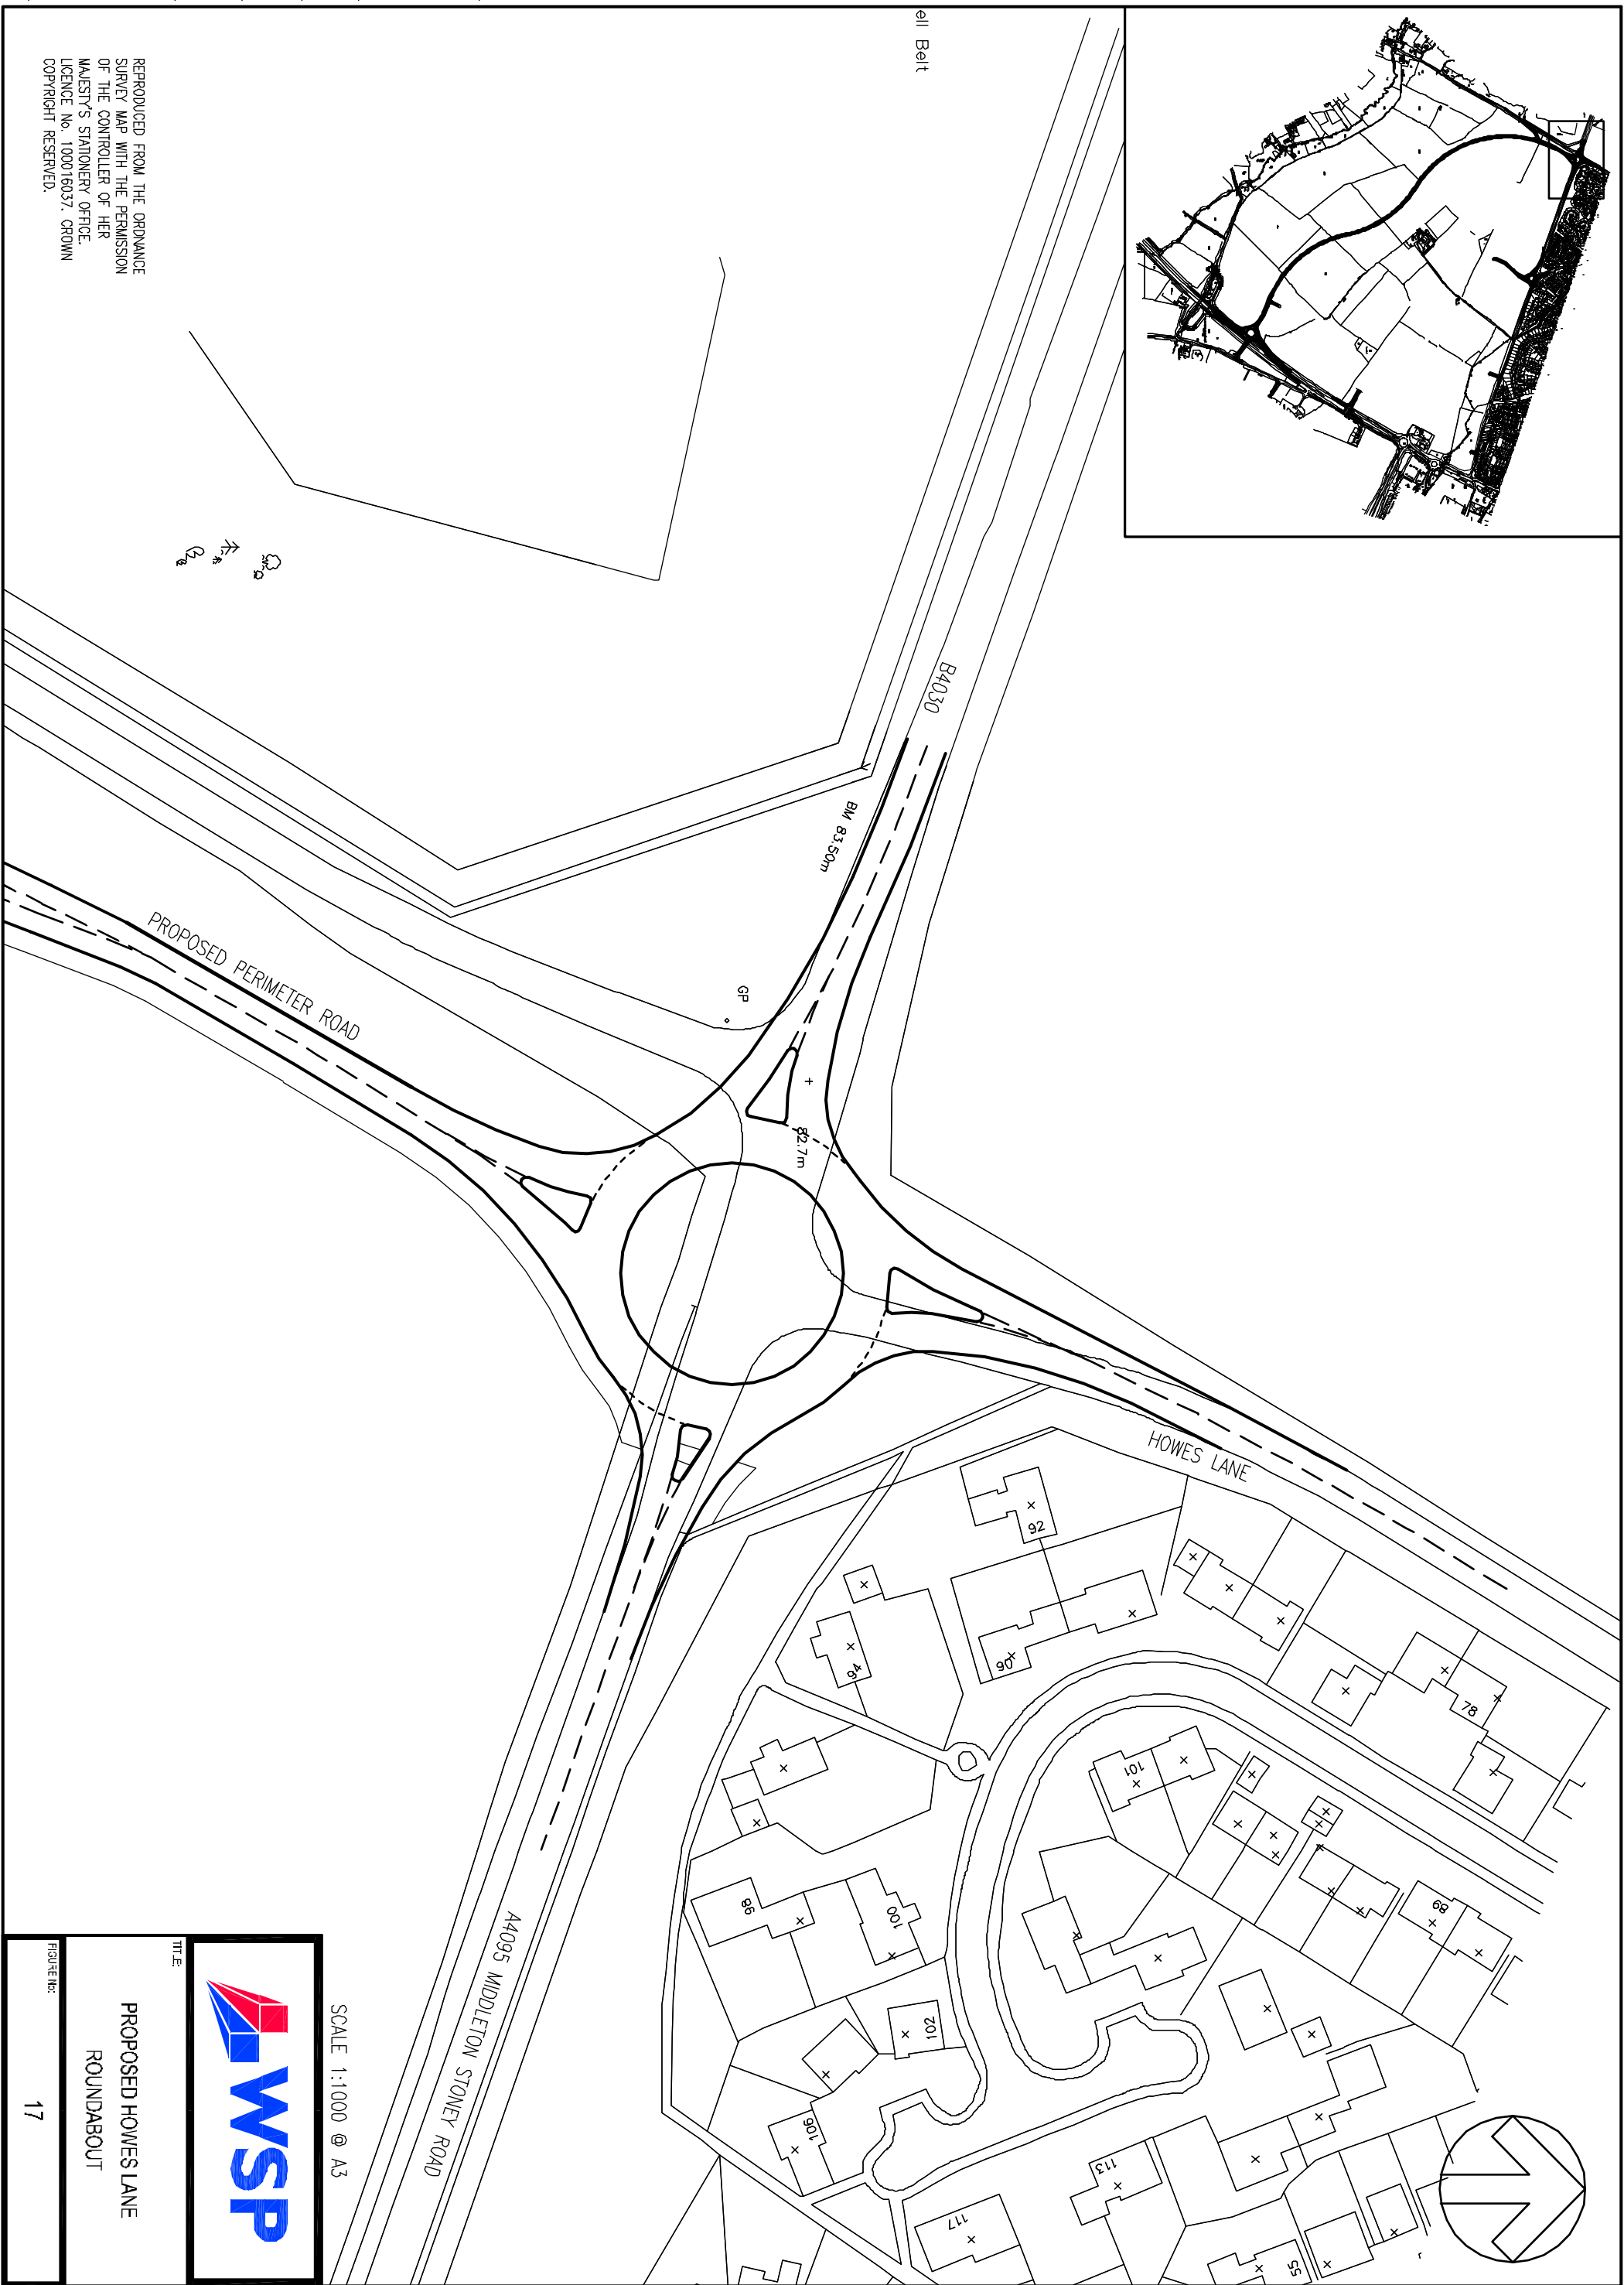 ell Belt
REPRODUCED FROM THE ORDNANCE
SURVEY MAP WITH THE PERMISSION
OF THE CONTROLLER OF HER
MAJESTY'S STATIONERY OFFICE.
LICENCE No. 100016037. CROWN
COPYRIGHT RESERVED.
B4030
BM 83.50m
GP
82.7m
PROPOSED PERIMETER ROAD
HOWES LANE
A4095 MIDDLETON STONEY ROAD
92
90
94
78
101
89
98
100
102
106
113
117
55
SCALE 1:1000 @ A3
WSP
TITLE:
PROPOSED HOWES LANE
ROUNDABOUT
FIGURE No:
17